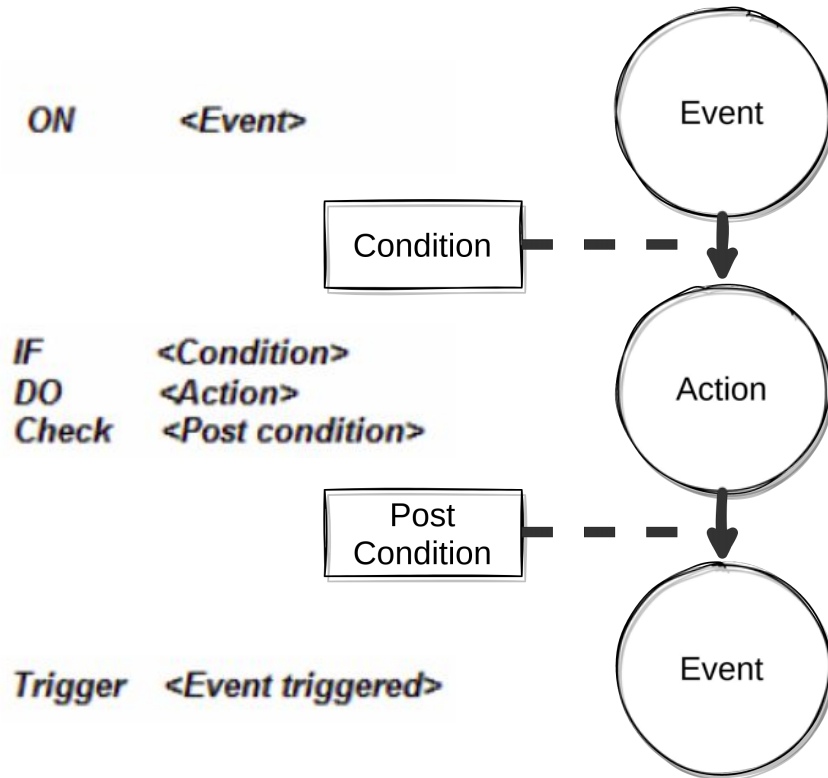 ON <Event>
Event
Condition
IF <Condition>
DO <Action>
Check <Post condition>
Action
Post
Condition
Trigger <Event triggered>
Event